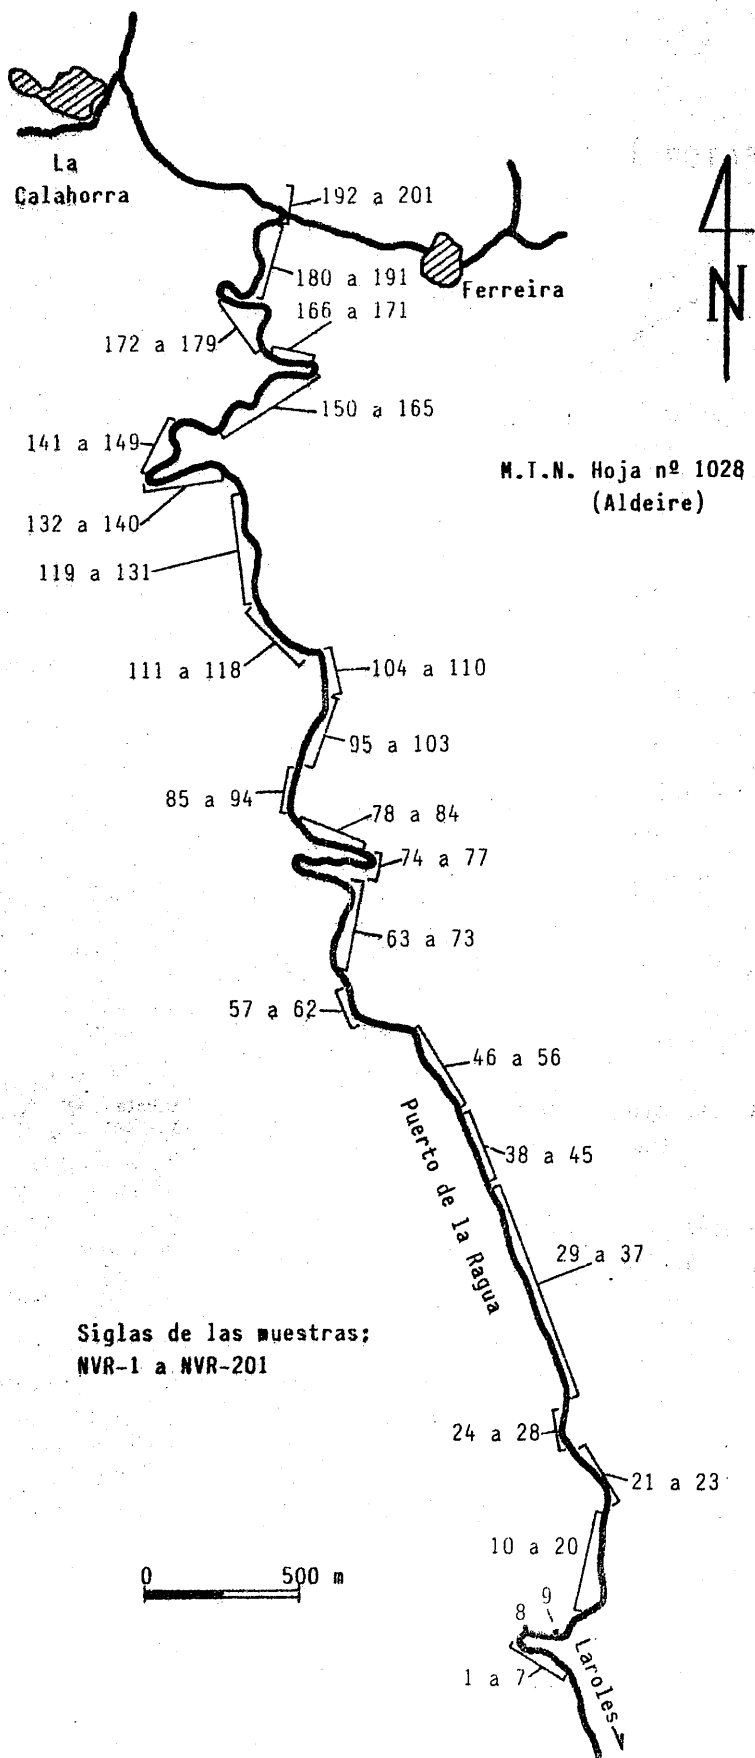 La
Calahorra
192 a 201
180 a 191
Ferreira
166 a 171
172 a 179
150 a 165
N
141 a 149
M.T.N. Hoja nº 1028
(Aldeire)
132 a 140
119 a 131
111 a 118
104 a 110
95 a 103
85 a 94
78 a 84
74 a 77
63 a 73
57 a 62
46 a 56
Puerto de la Ragua
38 a 45
29 a 37
Siglas de las muestras;
NVR-1 a NVR-201
24 a 28
21 a 23
10 a 20
0 500 m
9
8
1 a 7
Laroles